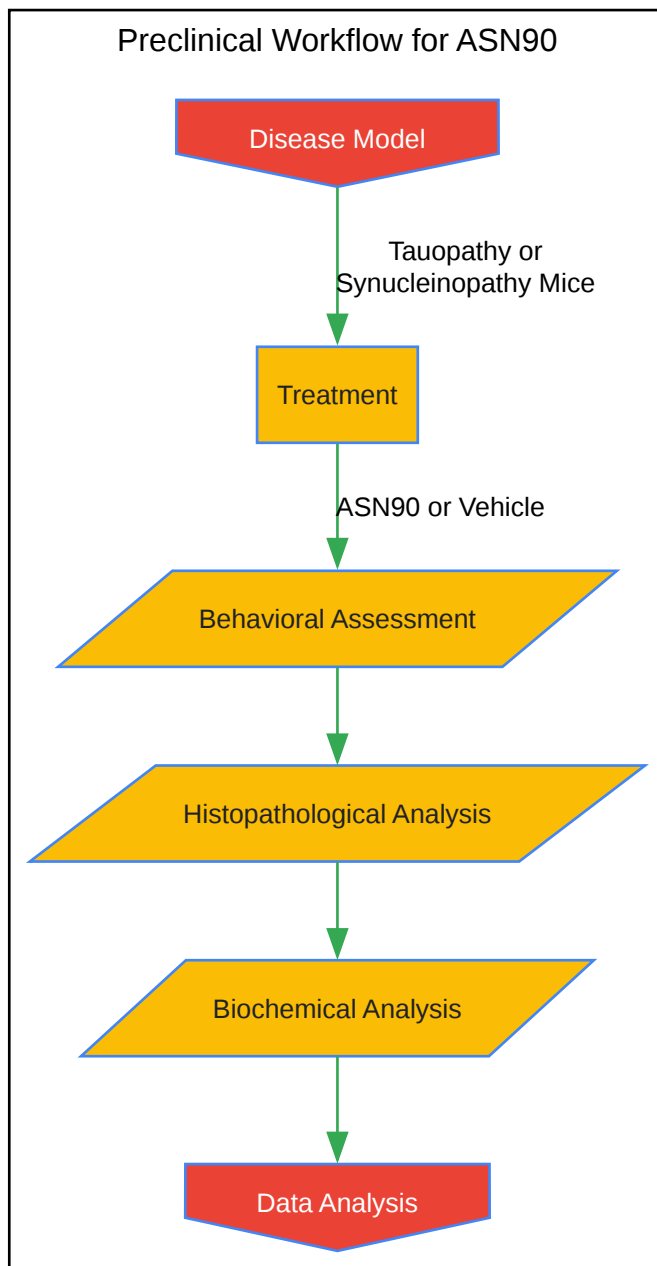 Preclinical Workflow for ASN90
Disease Model
Tauopathy or
Synucleinopathy Mice
Treatment
ASN90 or Vehicle
Behavioral Assessment
Histopathological Analysis
Biochemical Analysis
Data Analysis